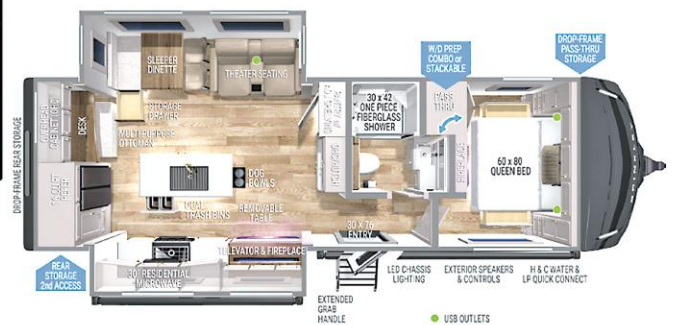 SLEEPER
DINETTE
THEATER SEATING
W/D PREP
COMBO or
STACKABLE
DROP-FRAME
PASS-THRU
STORAGE
DROP-FRAME REAR STORAGE
DESK
STORAGE
DRAWER
MULTI PURPOSE
OTTOMAN
30 x 42
ONE PIECE
FIBERGLASS
SHOWER
PASS
THRU
60 x 80
QUEEN BED
DOG
BOWLS
DUAL
TRASH BINS
REMOVABLE
TABLE
30 X 76
ENTRY
TELEVATOR & FIREPLACE
30" RESIDENTIAL
MICROWAVE
REAR
STORAGE
2nd ACCESS
EXTENDED
GRAB
HANDLE
LED CHASSIS
LIGHTING
EXTERIOR SPEAKERS
& CONTROLS
H & C WATER &
LP QUICK CONNECT
USB OUTLETS